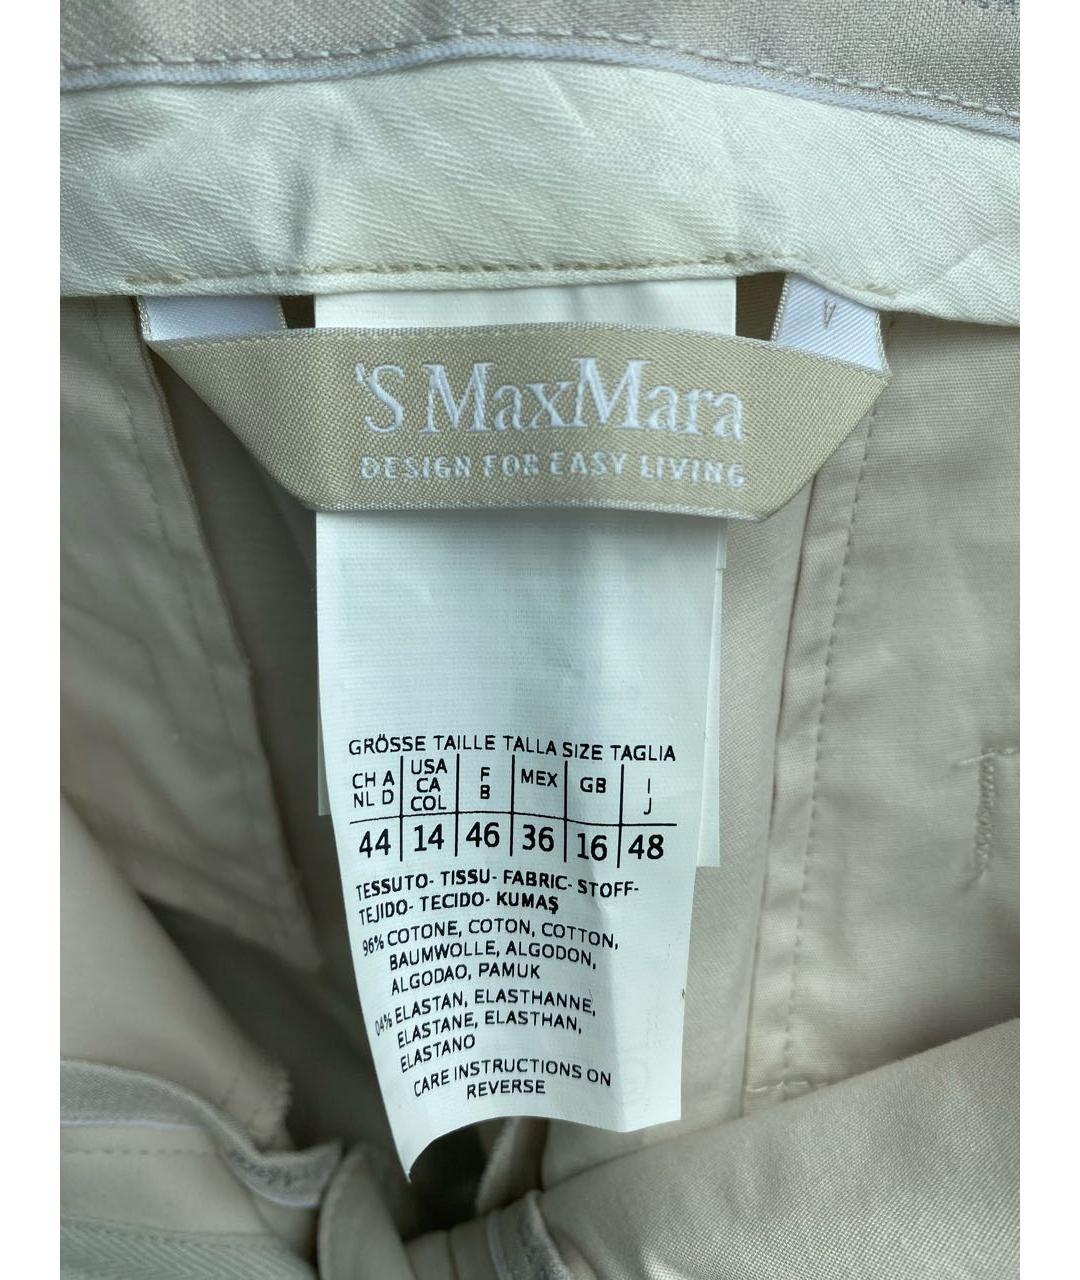 'S MaxMara
DESIGN FOR EASY LIVING
GRÖSSE TAILLE TALLA SIZE TAGLIA
CH A USA F MEX GB I
NL D CA B J
COL
44 14 46 36 16 48
TESSUTO- TISSU- FABRIC- STOFF-
TEJIDO- TECIDO- KUMAŞ
96% COTONE, COTON, COTTON,
BAUMWOLLE, ALGODON,
ALGODAO, PAMUK
04% ELASTAN, ELASTHANNE,
ELASTANE, ELASTHAN,
ELASTANO
CARE INSTRUCTIONS ON
REVERSE